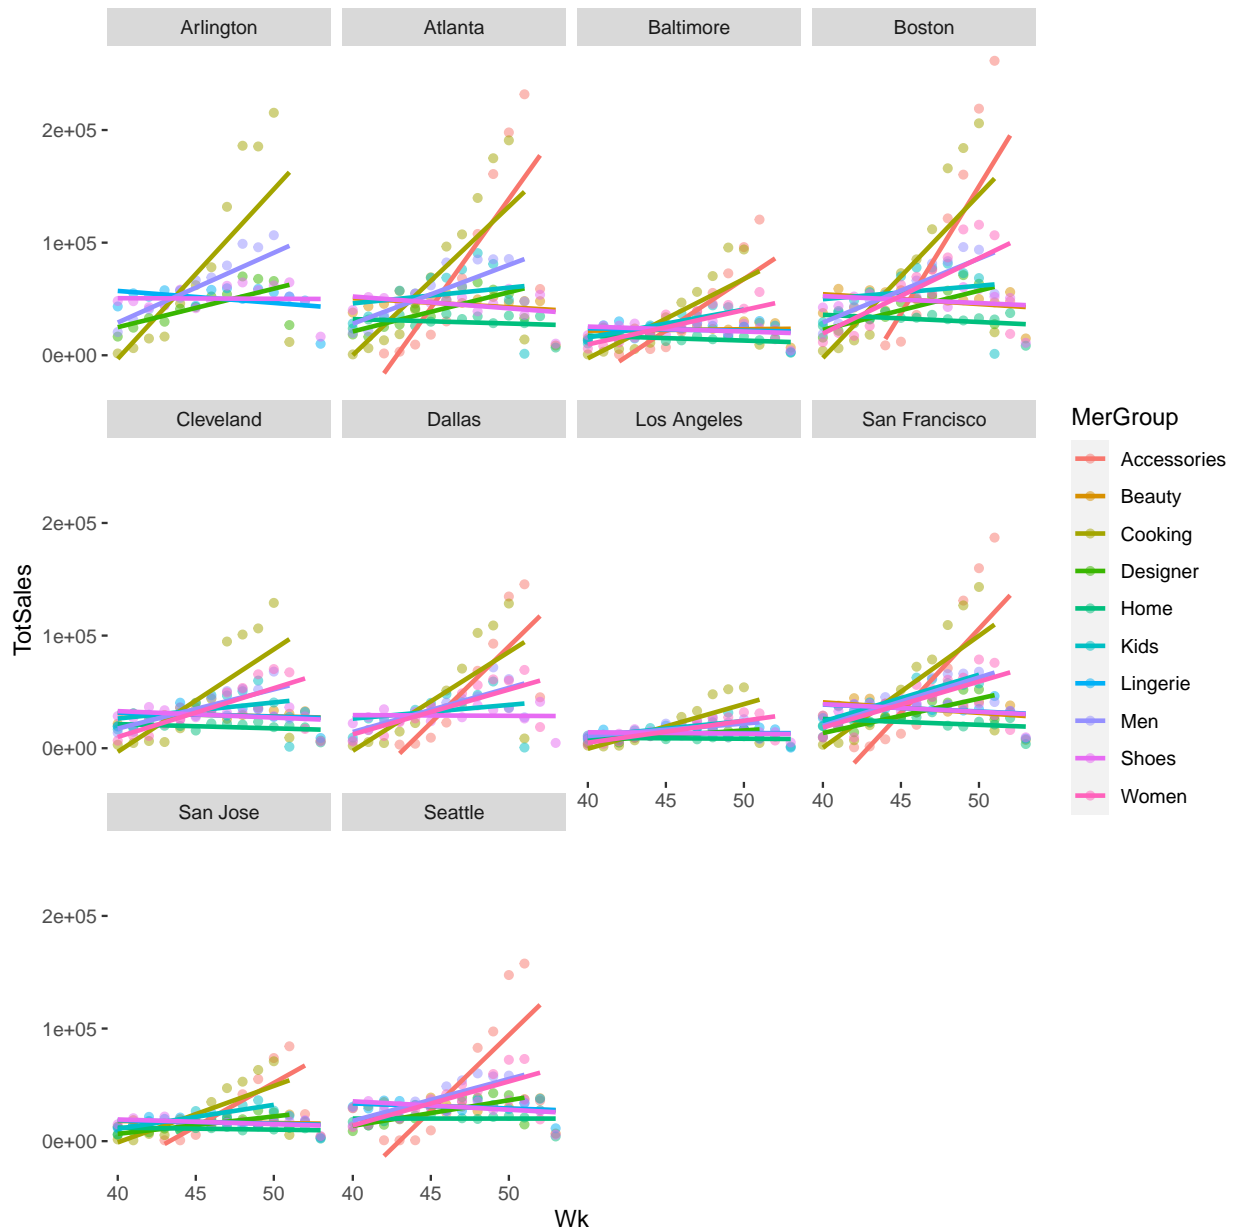 Arlington Atlanta Baltimore Boston
2e+05
1e+05
0e+00
Cleveland Dallas Los Angeles San Francisco
2e+05
1e+05
0e+00
40 45 50 40 45 50
San Jose Seattle
2e+05
1e+05
0e+00
40 45 50 40 45 50
Wk
TotSales
MerGroup
Accessories
Beauty
Cooking
Designer
Home
Kids
Lingerie
Men
Shoes
Women